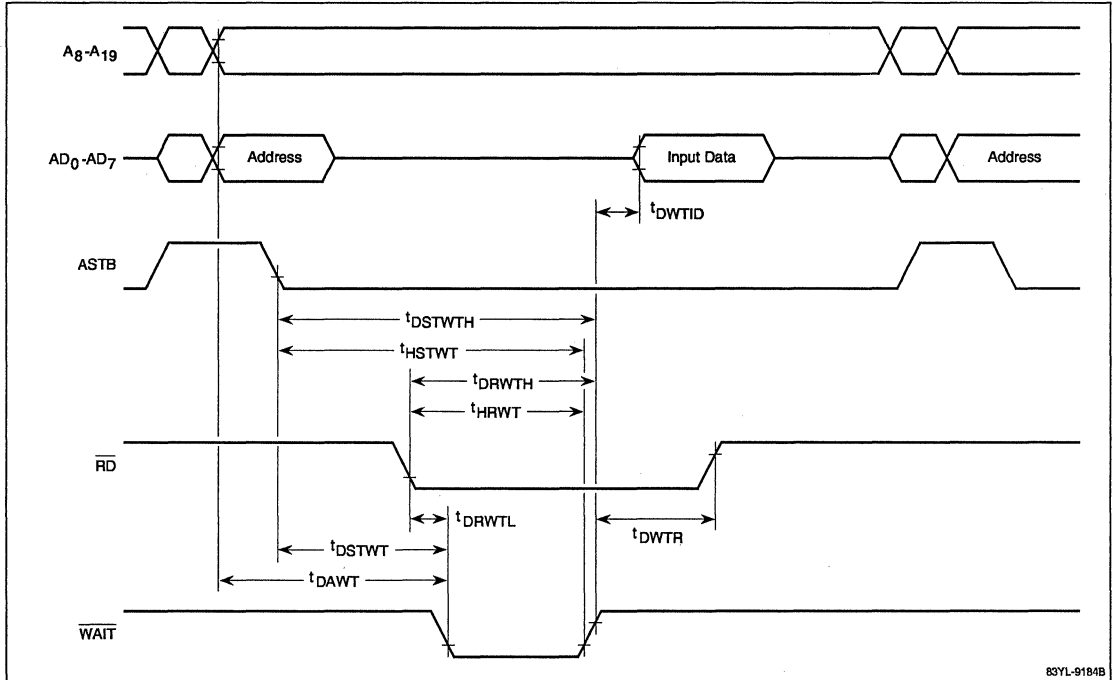 A8-A19
AD0-AD7
Address
Input Data
Address
tDWTID
ASTB
tDSTWTH
tHSTWT
tDRWTH
tHRWT
RD
tDRWTL
tDWTR
tDSTWT
tDAWT
WAIT
83YL-9184B